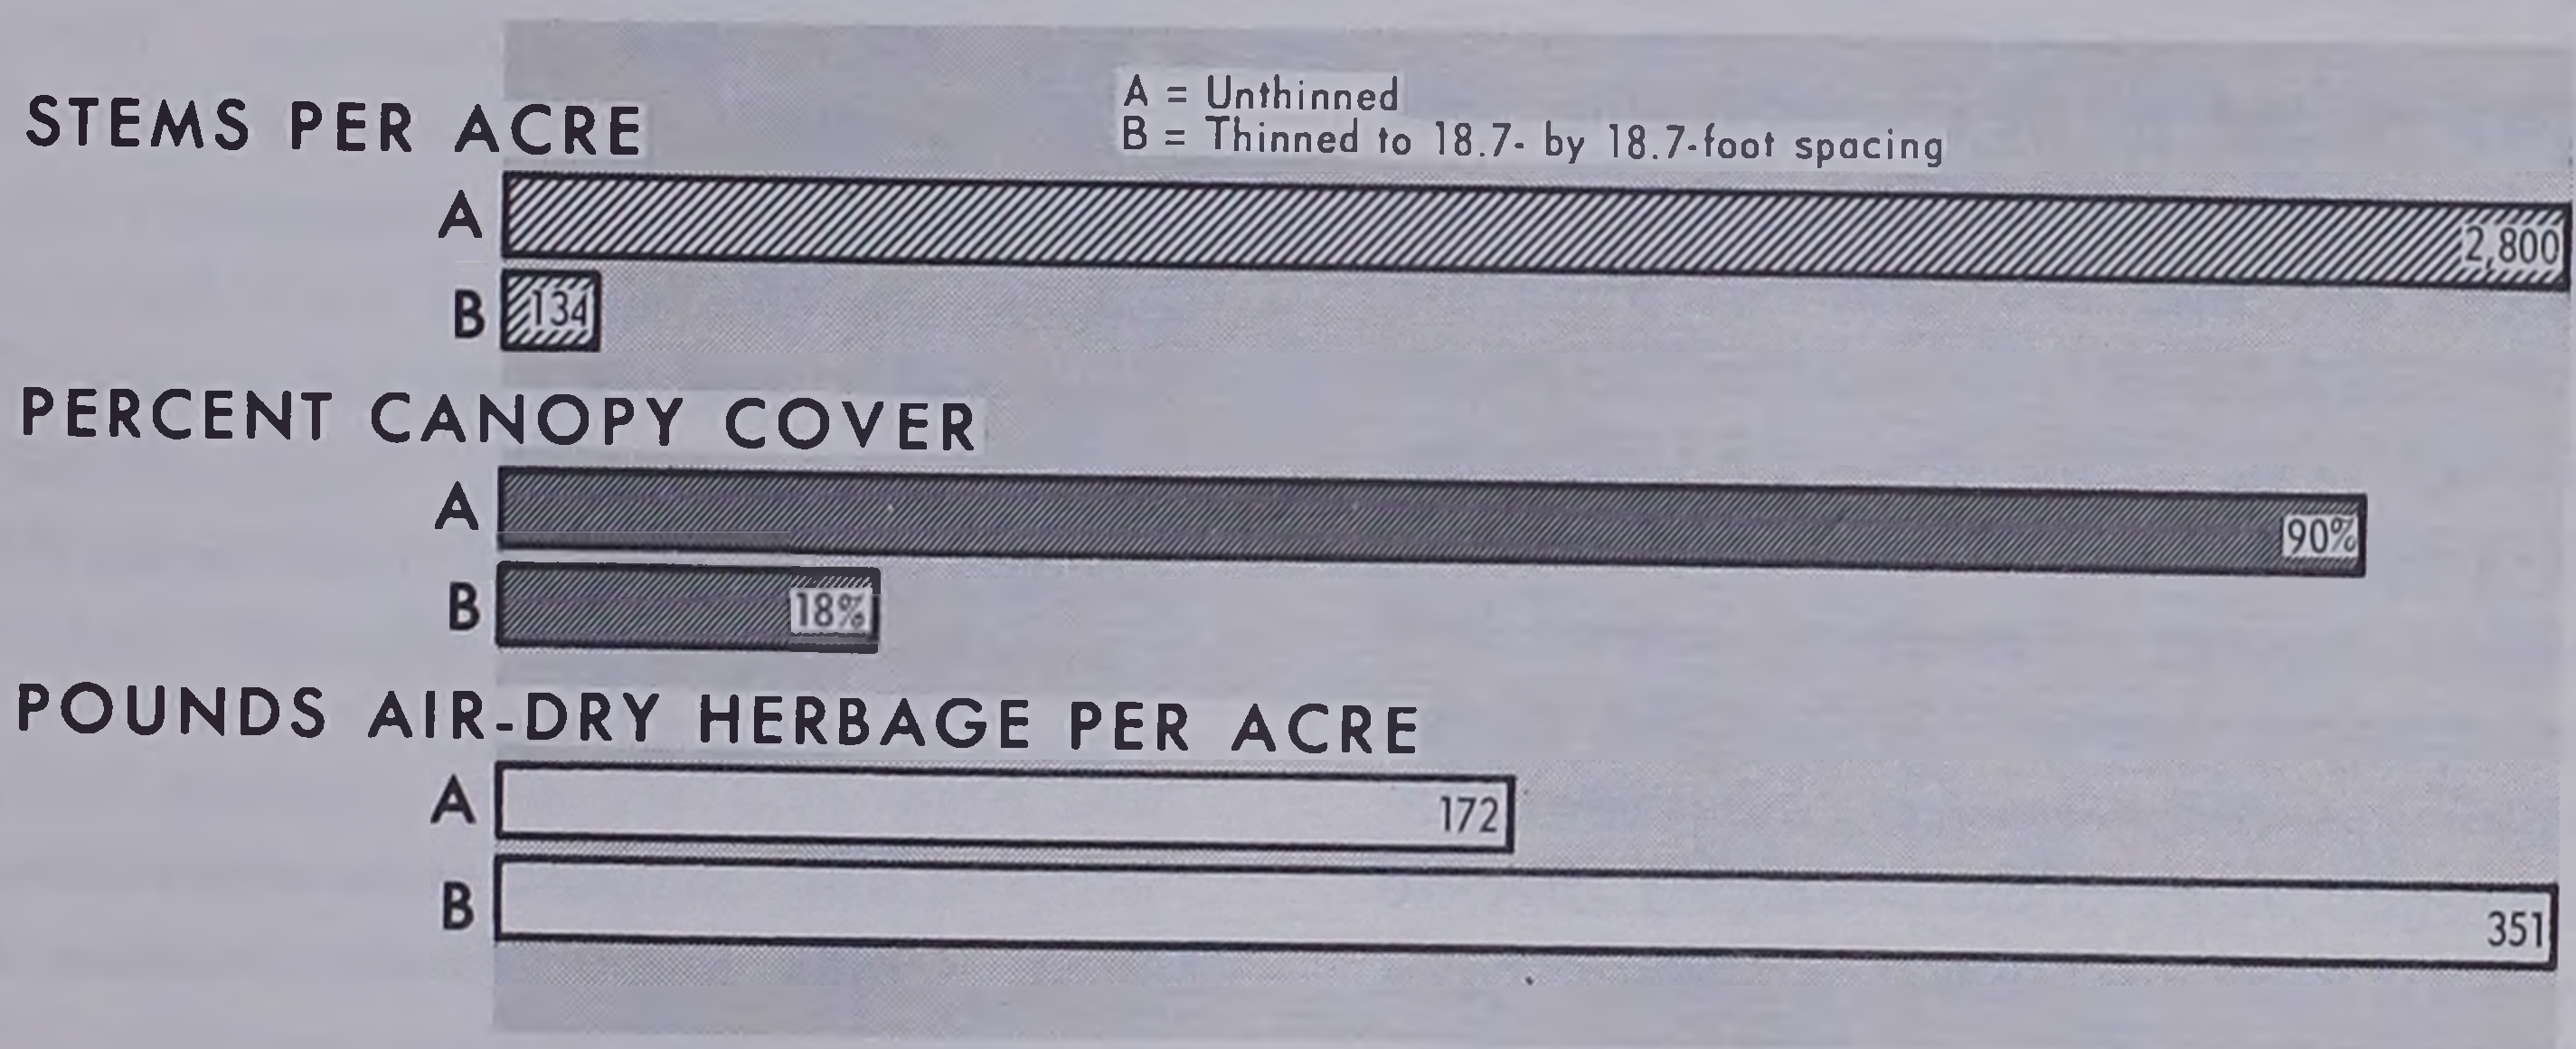 A = Unthinned
B = Thinned to 18.7- by 18.7-foot spacing
STEMS PER ACRE
A 2,800
B 134
PERCENT CANOPY COVER
A 90%
B 18%
POUNDS AIR-DRY HERBAGE PER ACRE
A 172
B 351